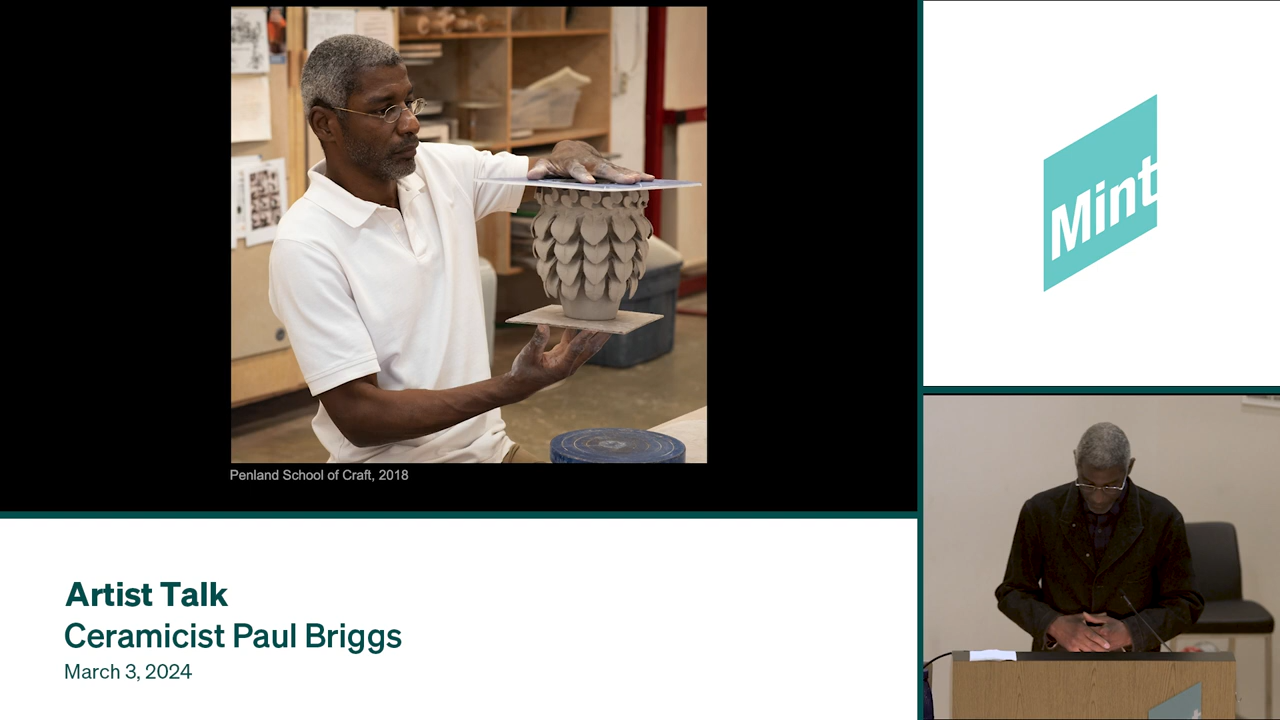 Penland School of Craft, 2018
Artist Talk
Ceramicist Paul Briggs
March 3, 2024
Mint